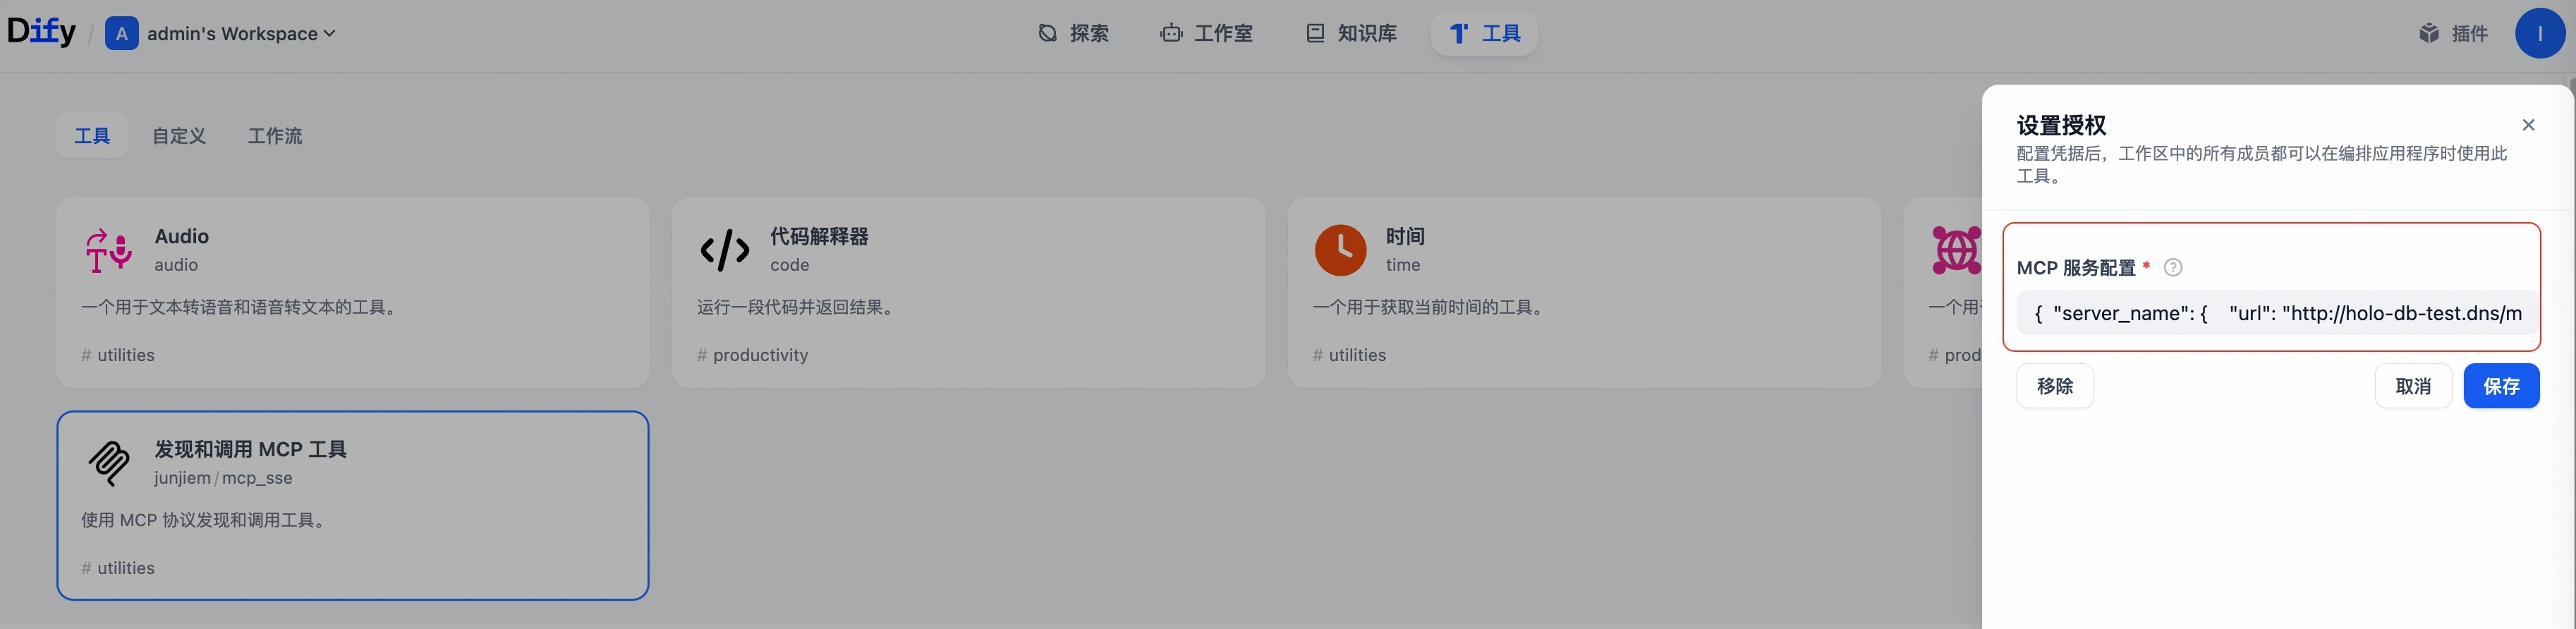 Dify / A admin's Workspace 探索 工作室 知识库 工具 插件 I
工具 自定义 工作流
Audio
audio
一个用于文本转语音和语音转文本的工具。
# utilities
代码解释器
code
运行一段代码并返回结果。
# productivity
时间
time
一个用于获取当前时间的工具。
# utilities
一个用
# prod
发现和调用 MCP 工具
junjiem / mcp_sse
使用 MCP 协议发现和调用工具。
# utilities
设置授权
配置凭据后，工作区中的所有成员都可以在编排应用程序时使用此
工具。
MCP 服务配置 * ?
{ "server_name": { "url": "http://holo-db-test.dns/m
移除 取消 保存